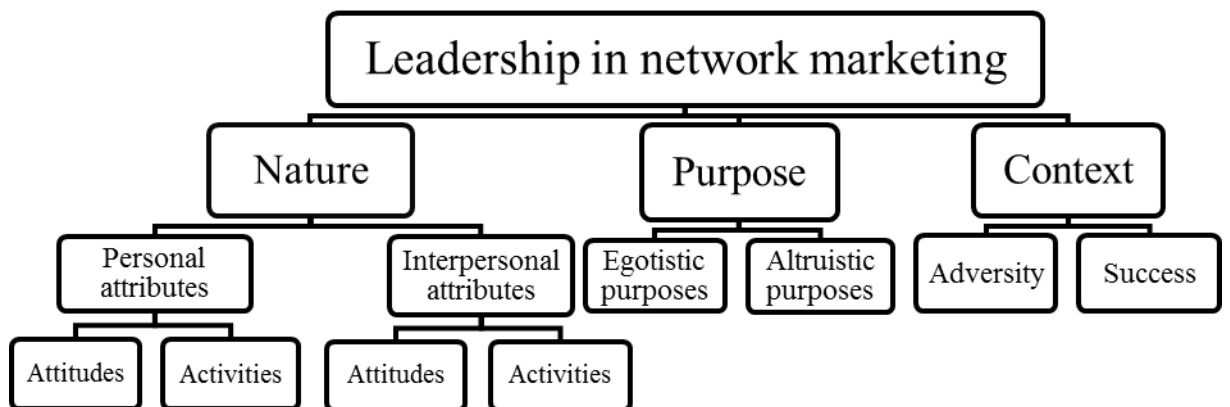 Leadership in network marketing
Nature
Purpose
Context
Personal
attributes
Interpersonal
attributes
Egotistic
purposes
Altruistic
purposes
Adversity
Success
Attitudes
Activities
Attitudes
Activities